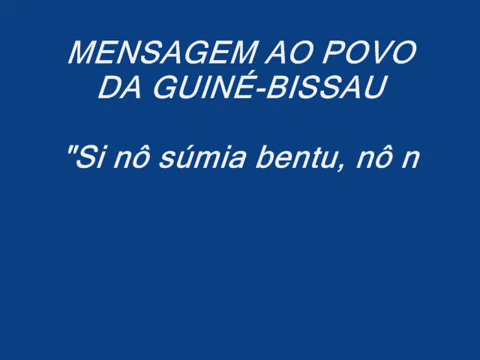 MENSAGEM AO POVO
DA GUINÉ-BISSAU
"Si nô súmia bentu, nô n